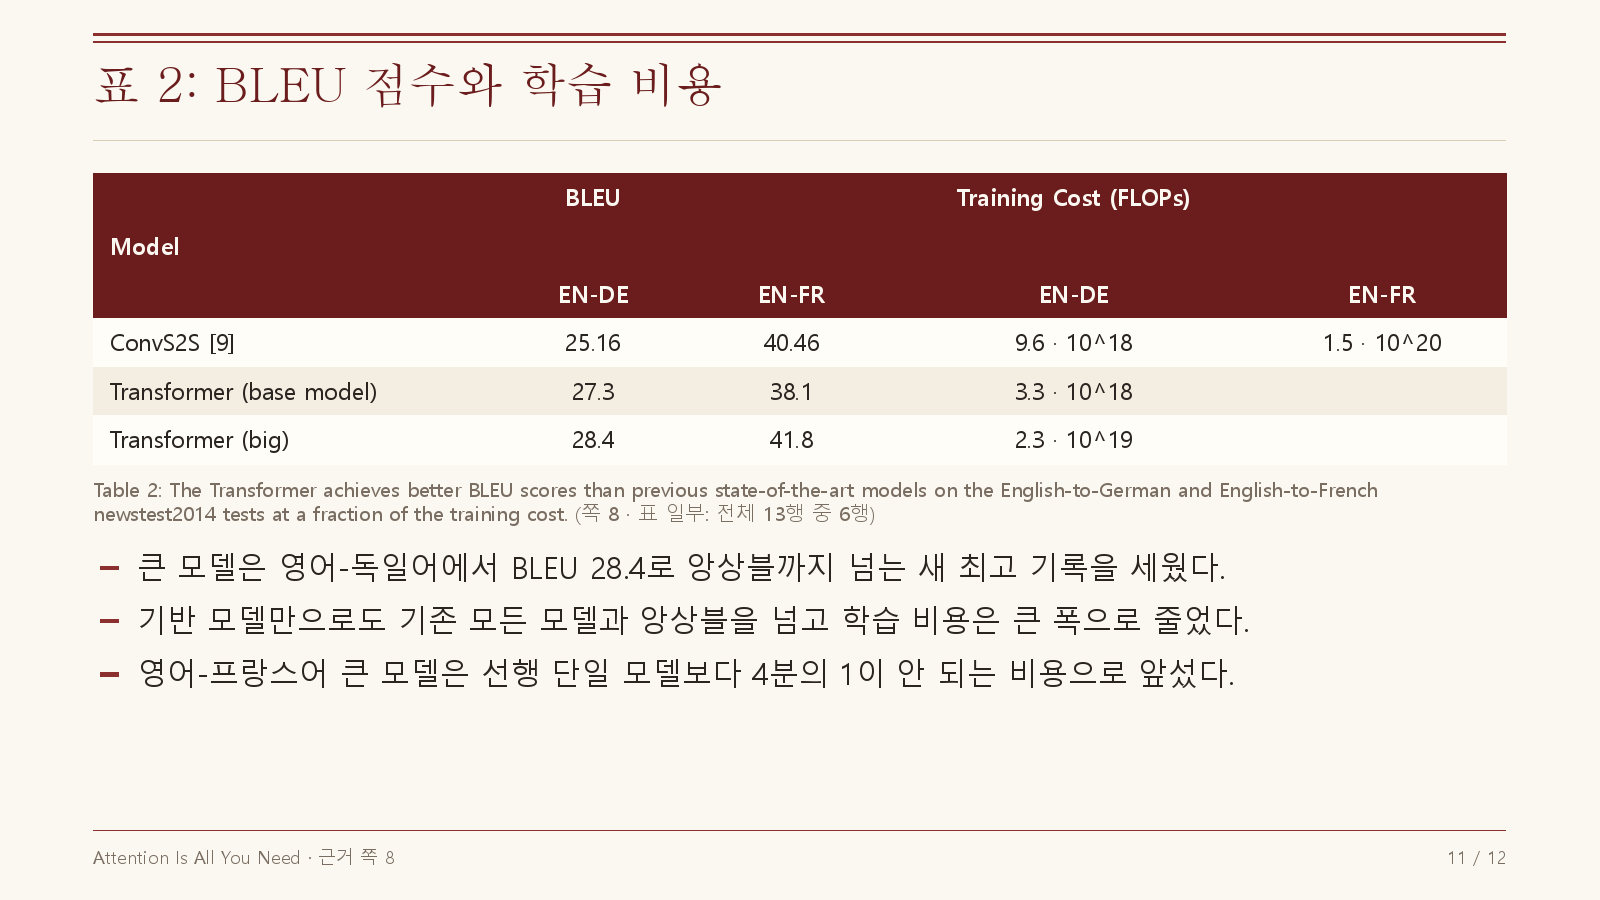 표 2: BLEU 점수와 학습 비용
BLEU Training Cost (FLOPs)
Model
EN-DE EN-FR EN-DE EN-FR
ConvS2S [9] 25.16 40.46 9.6 · 10^18 1.5 · 10^20
Transformer (base model) 27.3 38.1 3.3 · 10^18
Transformer (big) 28.4 41.8 2.3 · 10^19
Table 2: The Transformer achieves better BLEU scores than previous state-of-the-art models on the English-to-German and English-to-French
newstest2014 tests at a fraction of the training cost. (쪽 8 · 표 일부: 전체 13행 중 6행)
– 큰 모델은 영어-독일어에서 BLEU 28.4로 앙상블까지 넘는 새 최고 기록을 세웠다.
– 기반 모델만으로도 기존 모든 모델과 앙상블을 넘고 학습 비용은 큰 폭으로 줄었다.
– 영어-프랑스어 큰 모델은 선행 단일 모델보다 4분의 1이 안 되는 비용으로 앞섰다.
Attention Is All You Need · 근거 쪽 8
11 / 12